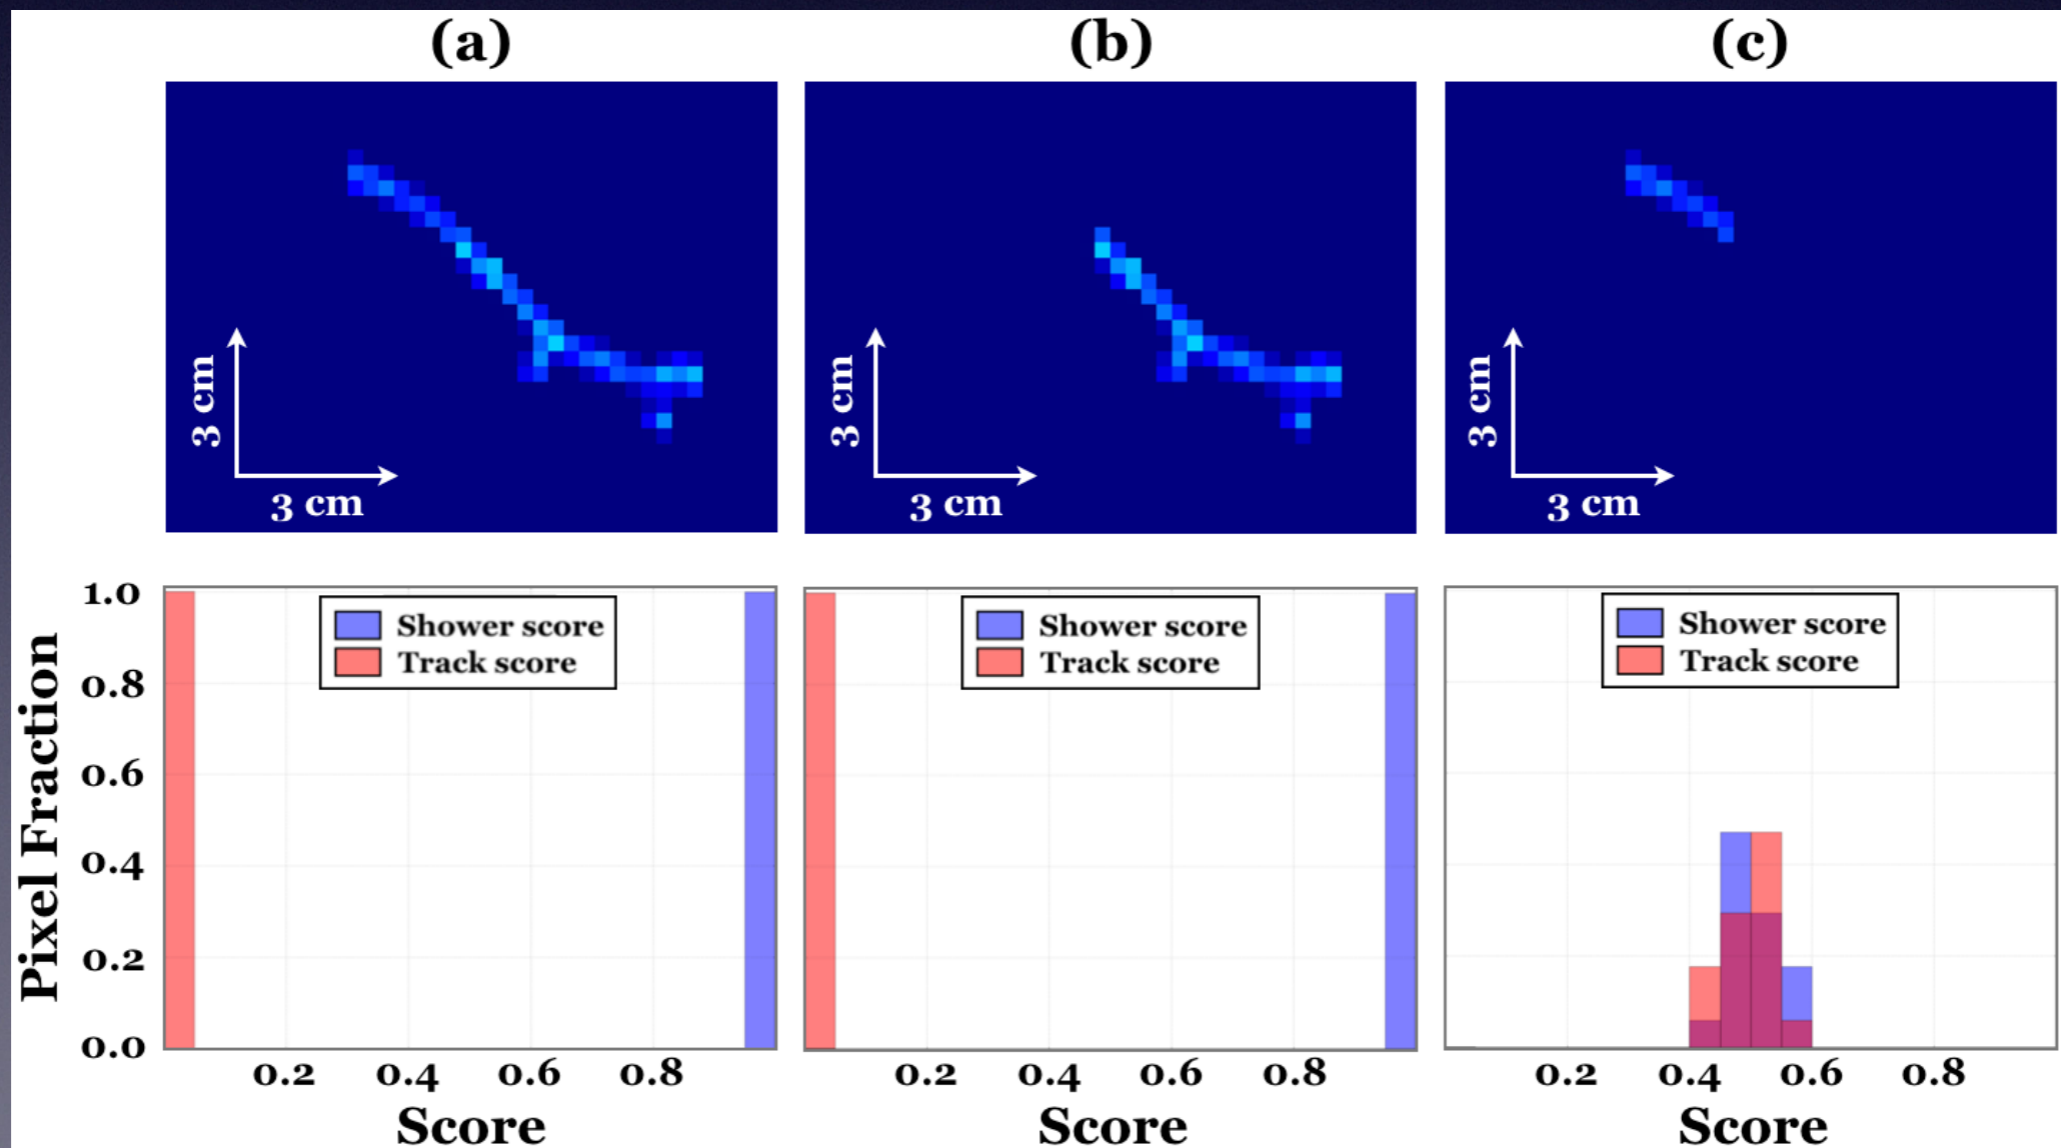 (a)
(b)
(c)
3 cm
3 cm
3 cm
3 cm
3 cm
3 cm
Pixel Fraction
1.0
0.8
0.6
0.4
0.2
0.0
Shower score
Track score
0.2 0.4 0.6 0.8
Score
Shower score
Track score
0.2 0.4 0.6 0.8
Score
Shower score
Track score
0.2 0.4 0.6 0.8
Score